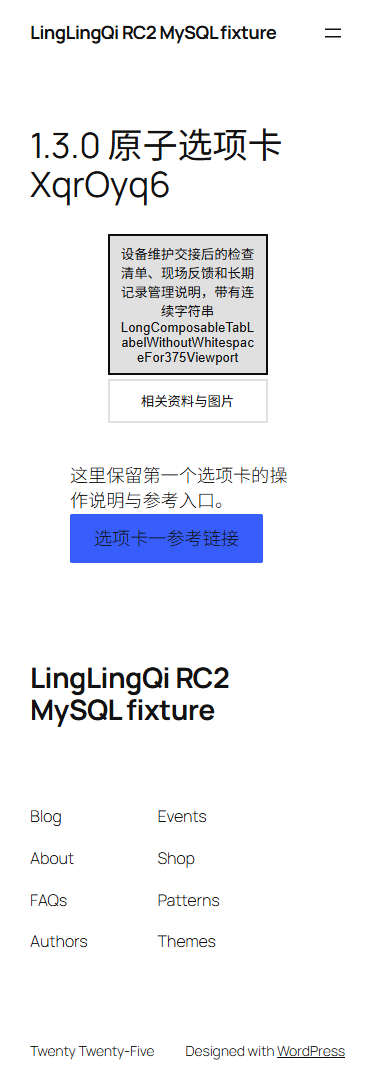 LingLingQi RC2 MySQL fixture
1.3.0 原子选项卡
XqrOyq6
设备维护交接后的检查
清单、现场反馈和长期
记录管理说明，带有连
续字符串
LongComposableTabL
abelWithoutWhitespac
eFor375Viewport
相关资料与图片
这里保留第一个选项卡的操
作说明与参考入口。
选项卡一参考链接
LingLingQi RC2
MySQL fixture
Blog
Events
About
Shop
FAQs
Patterns
Authors
Themes
Twenty Twenty-Five
Designed with WordPress